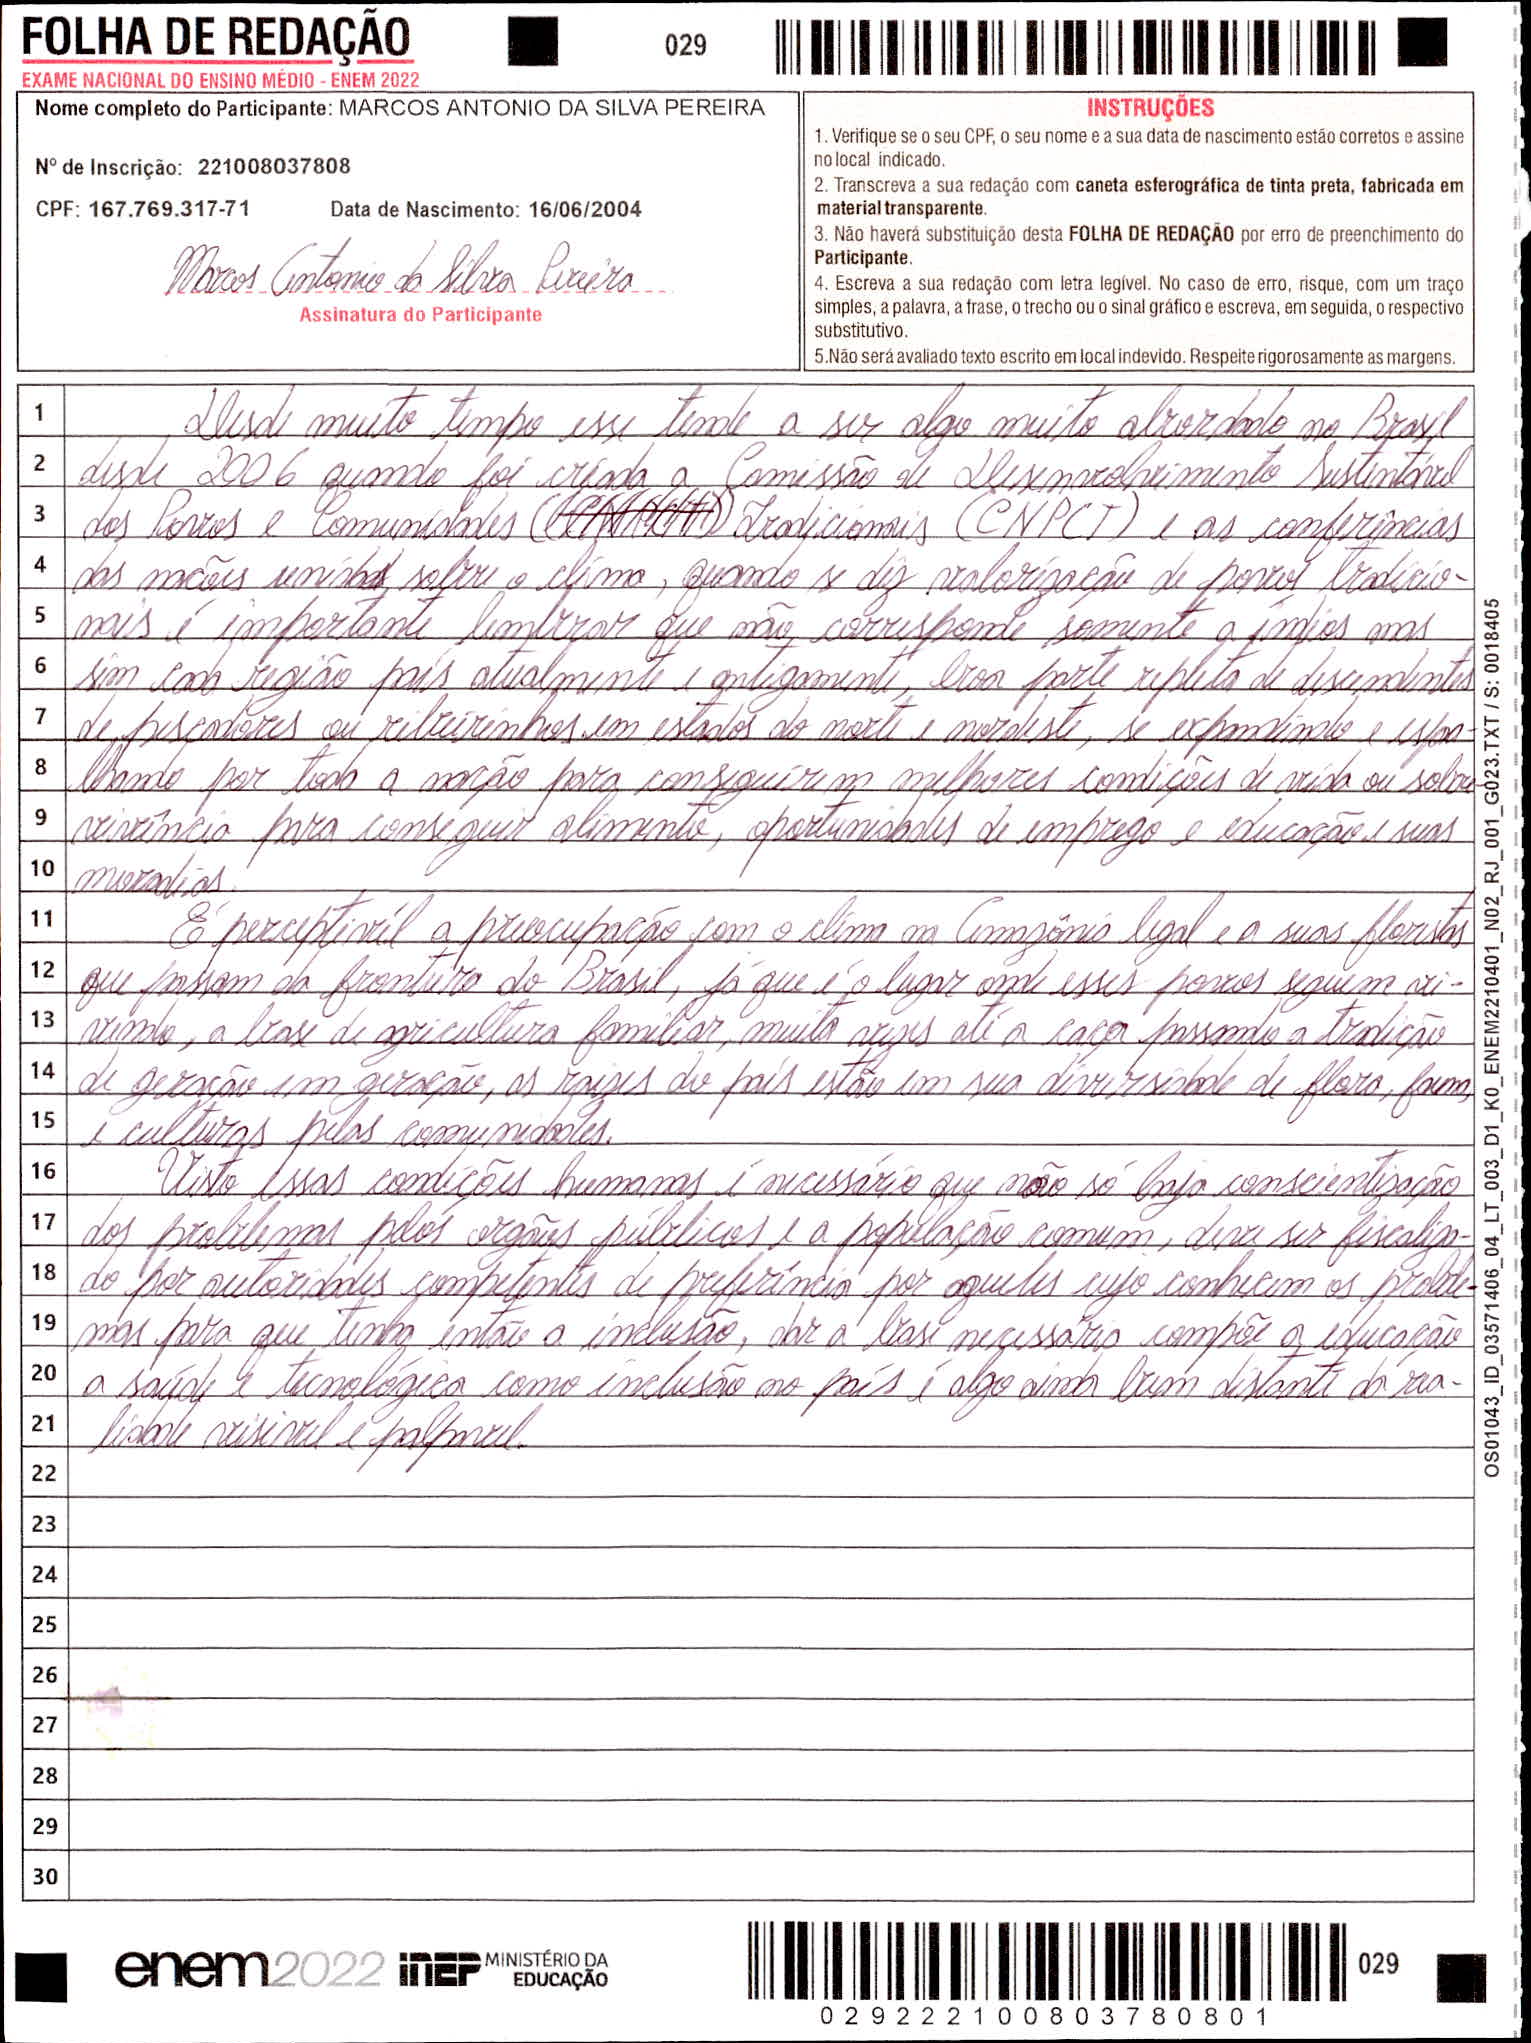 FOLHA DE REDAÇÃO
029
EXAME NACIONAL DO ENSINO MÉDIO - ENEM 2022
Nome completo do Participante: MARCOS ANTONIO DA SILVA PEREIRA
Nº de Inscrição: 221008037808
CPF: 167.769.317-71 Data de Nascimento: 16/06/2004
Marcos Antonio da Silva Pereira
Assinatura do Participante
INSTRUÇÕES
1. Verifique se o seu CPF, o seu nome e a sua data de nascimento estão corretos e assine
no local indicado.
2. Transcreva a sua redação com caneta esferográfica de tinta preta, fabricada em
material transparente.
3. Não haverá substituição desta FOLHA DE REDAÇÃO por erro de preenchimento do
Participante.
4. Escreva a sua redação com letra legível. No caso de erro, risque, com um traço
simples, a palavra, a frase, o trecho ou o sinal gráfico e escreva, em seguida, o respectivo
substitutivo.
5.Não será avaliado texto escrito em local indevido. Respeite rigorosamente as margens.
1 Desde muito tempo esse tende a ser algo muito abordado no Brasil
2 desde 2006 quando foi criada a Comissão de Desenvolvimento Sustentável
3 dos Povos e Comunidades Tradicionais (CNPCT) e as conferências
4 das nações unidas sobre o clima, quando se diz valorização de povos tradicio-
5 nais é importante lembrar que não corresponde somente a índios mas
6 sim cada região país atualmente e antigamente, boa parte repleta de descendentes
7 de pescadores ou ribeirinhos em estados do norte e nordeste, se expandindo e espa-
8 lhando por toda a nação para conseguirem melhores condições de vida ou sobre-
9 vivência para conseguir alimento, oportunidades de emprego e educação e suas
10 moradias.
11 É perceptivél a preocupação com o clima na Amazônia legal e a suas florestas
12 que passam da fronteira do Brasil, já que é o lugar onde esses povos seguem vi-
13 vendo, a base de agricultura familiar, muita vezes até a caça passando a tradição
14 de geração em geração, as raizes do país estão em sua diversidade de flora, fauna,
15 e culturas pelas comunidades.
16 Visto essas condições humanas é necessário que não só haja conscientização
17 dos problemas pelos orgãos públicos e a população comum, deve ser fiscaliza-
18 do por autoridades competentes de preferência por aqueles cujo conhecem os proble-
19 mas para que tenha então a inclusão, dar a base necessária compõe a educação
20 a saúde e tecnológica como inclusão no país é algo ainda bem distante da rea-
21 lidade visivel e palpavel.
22
23
24
25
26
27
28
29
30
OS01043_ID_03571406_04_LT_003_D1_K0_ENEM2210401_N02_RJ_001_G023.TXT / S: 0018405
enem2022 inep MINISTÉRIO DA
EDUCAÇÃO
029
029222100803780801